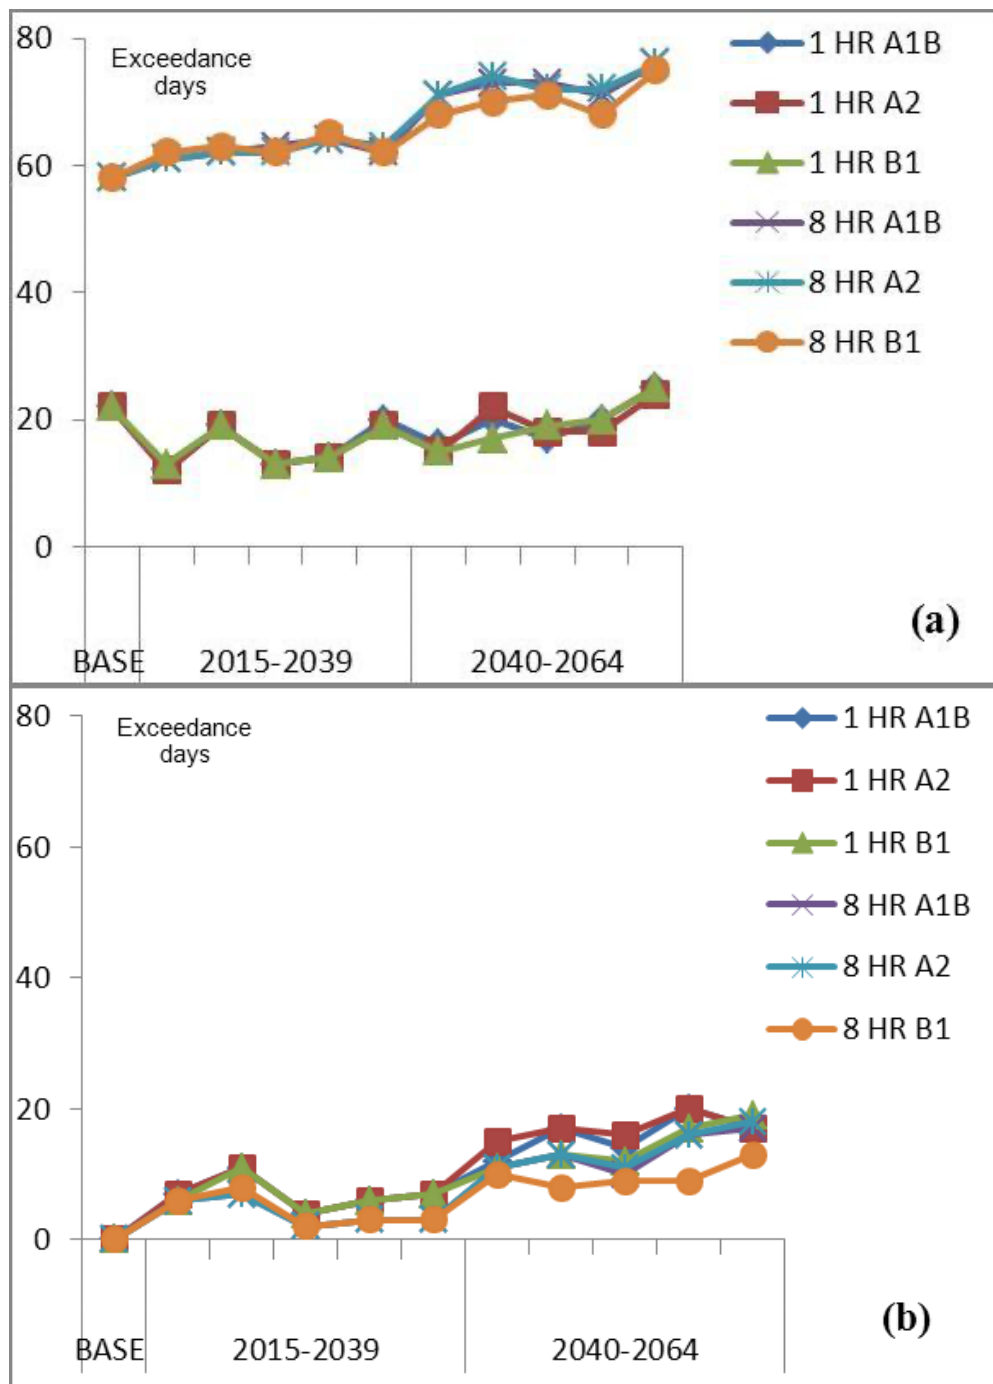 80
Exceedance
days
60
40
20
0
BASE
2015-2039
2040-2064
1 HR A1B
1 HR A2
1 HR B1
8 HR A1B
8 HR A2
8 HR B1
(a)
80
Exceedance
days
60
40
20
0
BASE
2015-2039
2040-2064
1 HR A1B
1 HR A2
1 HR B1
8 HR A1B
8 HR A2
8 HR B1
(b)